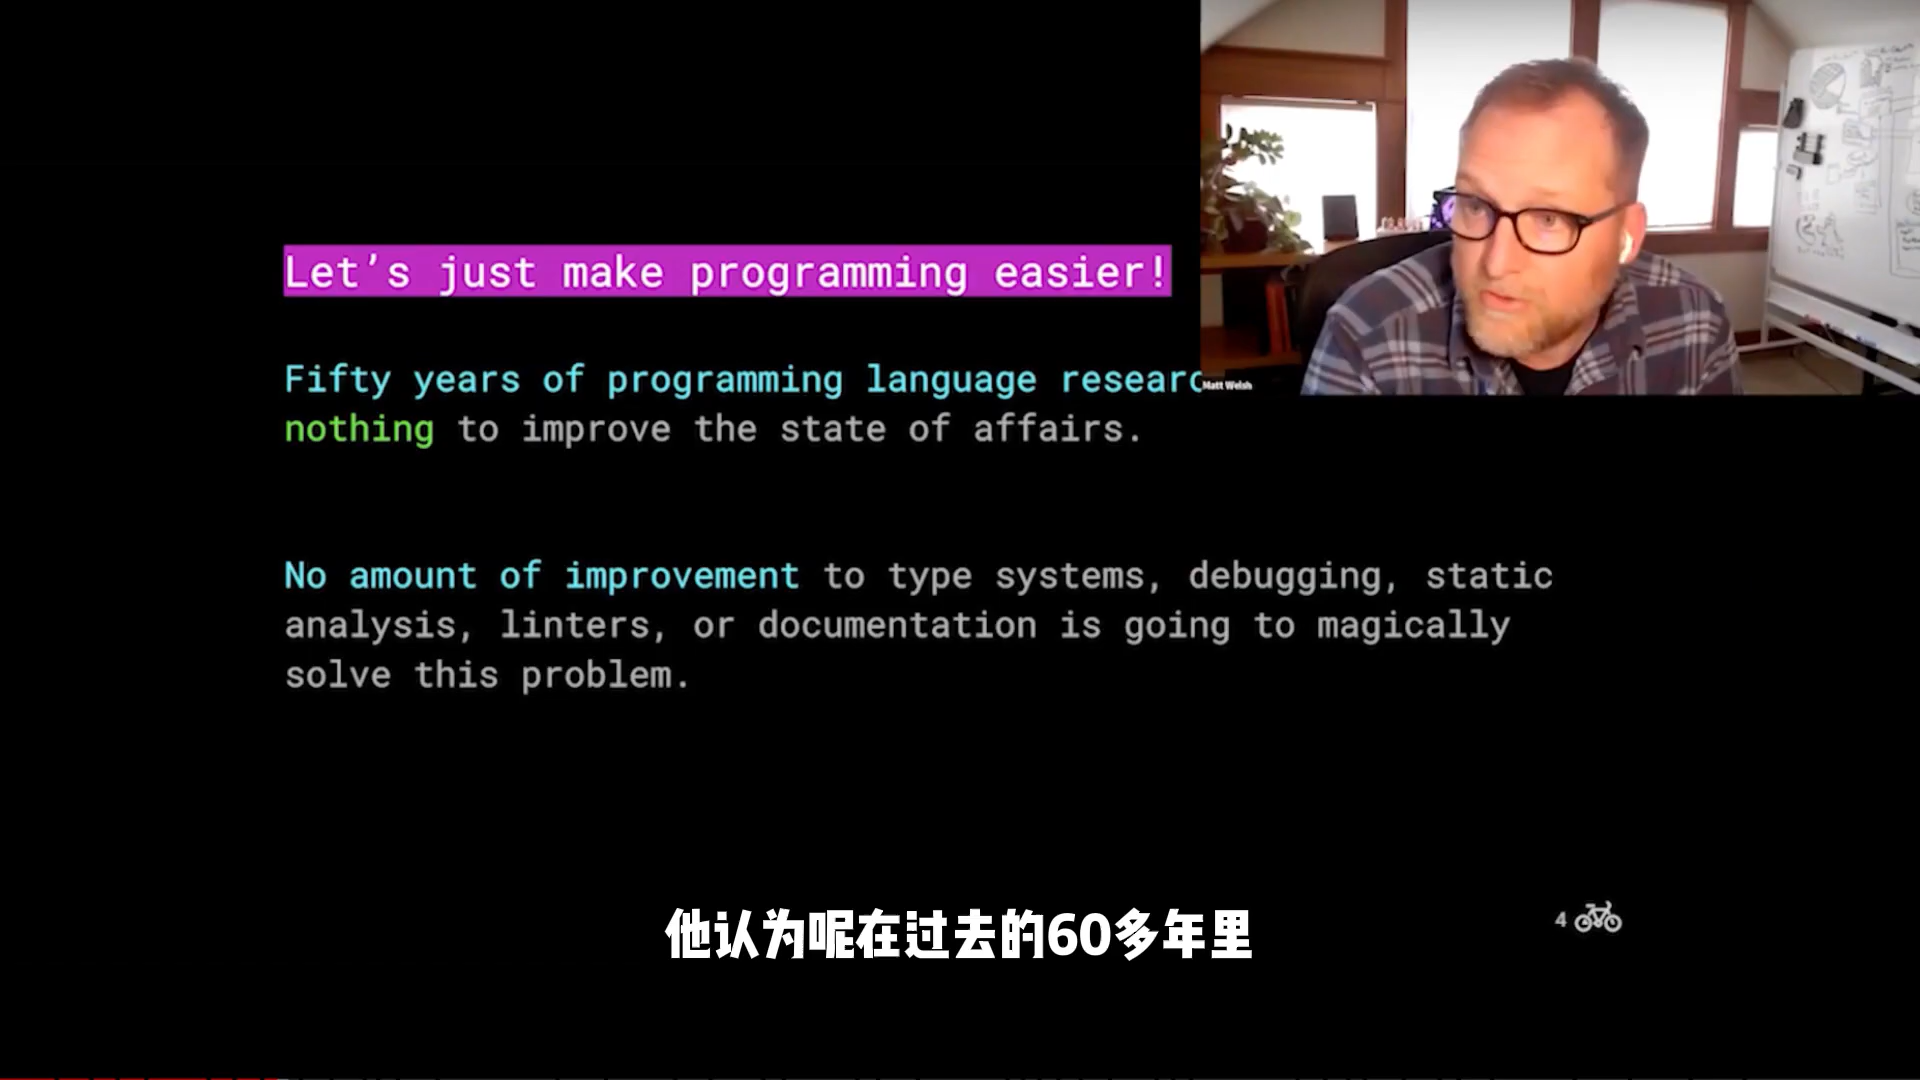 Let’s just make programming easier!
Fifty years of programming language researc
Matt Welsh
nothing to improve the state of affairs.
No amount of improvement to type systems, debugging, static
analysis, linters, or documentation is going to magically
solve this problem.
4
他认为呢在过去的60多年里